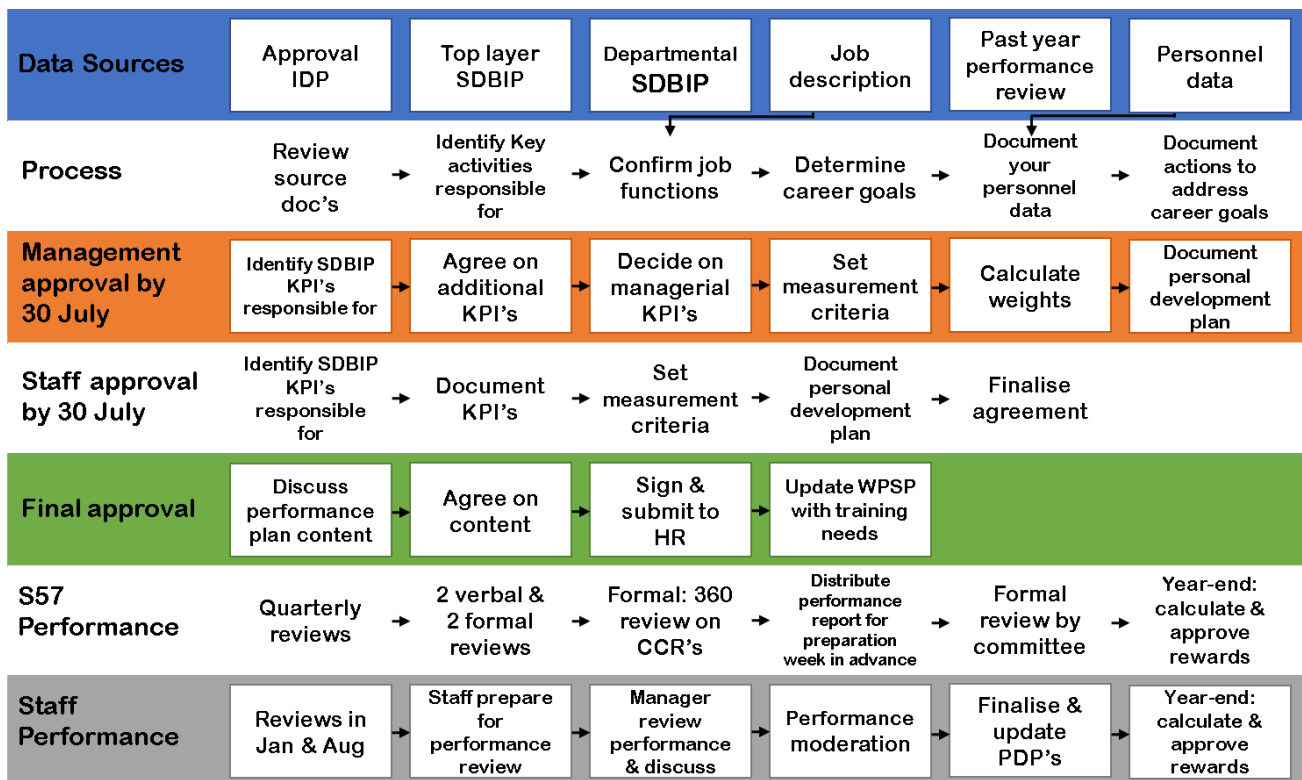 Data Sources
Approval
IDP
Top layer
SDBIP
Departmental
SDBIP
Job
description
Past year
performance
review
Personnel
data
Process
Review
source
doc's
Identify Key
activities
responsible
for
Confirm job
functions
Determine
career goals
Document
your
personnel
data
Document
actions to
address
career goals
Management
approval by
30 July
Identify SDBIP
KPI's
responsible for
Agree on
additional
KPI's
Decide on
managerial
KPI's
Set
measurement
criteria
Calculate
weights
Document
personal
development
plan
Staff approval
by 30 July
Identify SDBIP
KPI's
responsible
for
Document
KPI's
Set
measurement
criteria
Document
personal
development
plan
Finalise
agreement
Final approval
Discuss
performance
plan content
Agree on
content
Sign &
submit to
HR
Update WPSP
with training
needs
S57
Performance
Quarterly
reviews
2 verbal &
2 formal
reviews
Formal: 360
review on
CCR's
Distribute
performance
report for
preparation
week in advance
Formal
review by
committee
Year-end:
calculate &
approve
rewards
Staff
Performance
Reviews in
Jan & Aug
Staff prepare
for
performance
review
Manager
review
performance
& discuss
Performance
moderation
Finalise &
update
PDP's
Year-end:
calculate &
approve
rewards